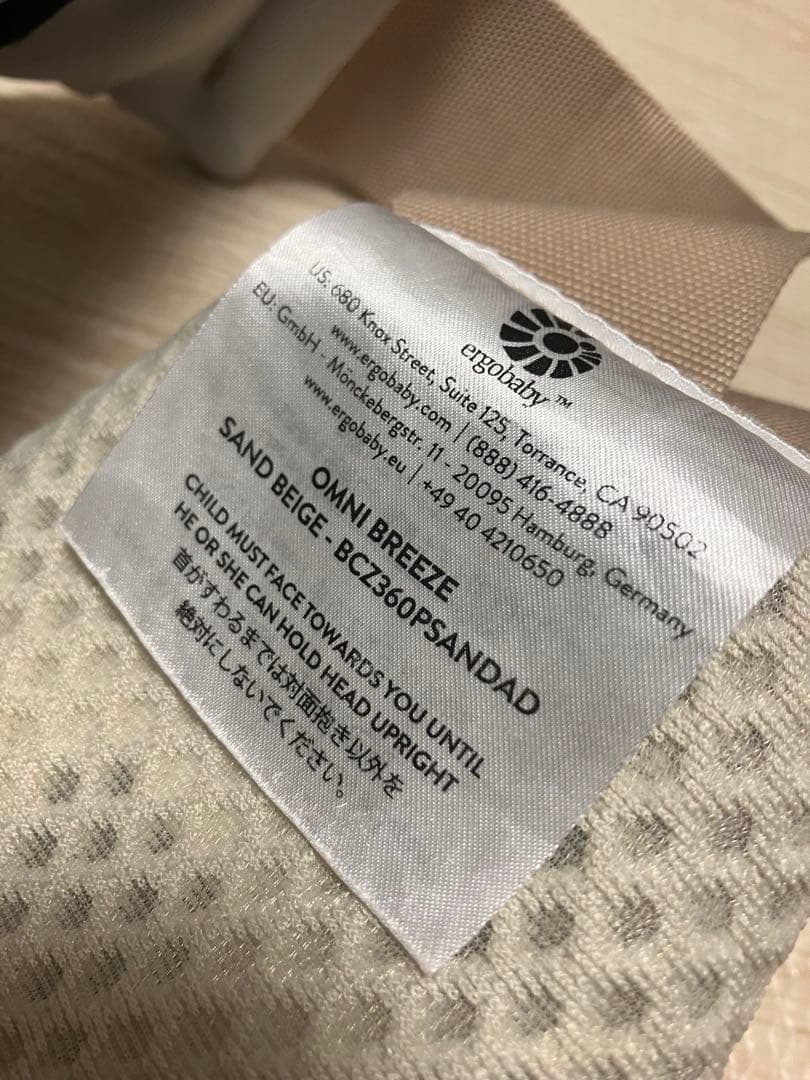 ergobaby™
US: 680 Knox Street, Suite 125, Torrance, CA 90502
www.ergobaby.com | (888) 416-4888
EU: GmbH - Mönckebergstr. 11 - 20095 Hamburg, Germany
www.ergobaby.eu | +49 40 4210650
OMNI BREEZE
SAND BEIGE - BCZ360PSANDAD
CHILD MUST FACE TOWARDS YOU UNTIL
HE OR SHE CAN HOLD HEAD UPRIGHT
首がすわるまでは対面抱き以外を
絶対にしないでください。